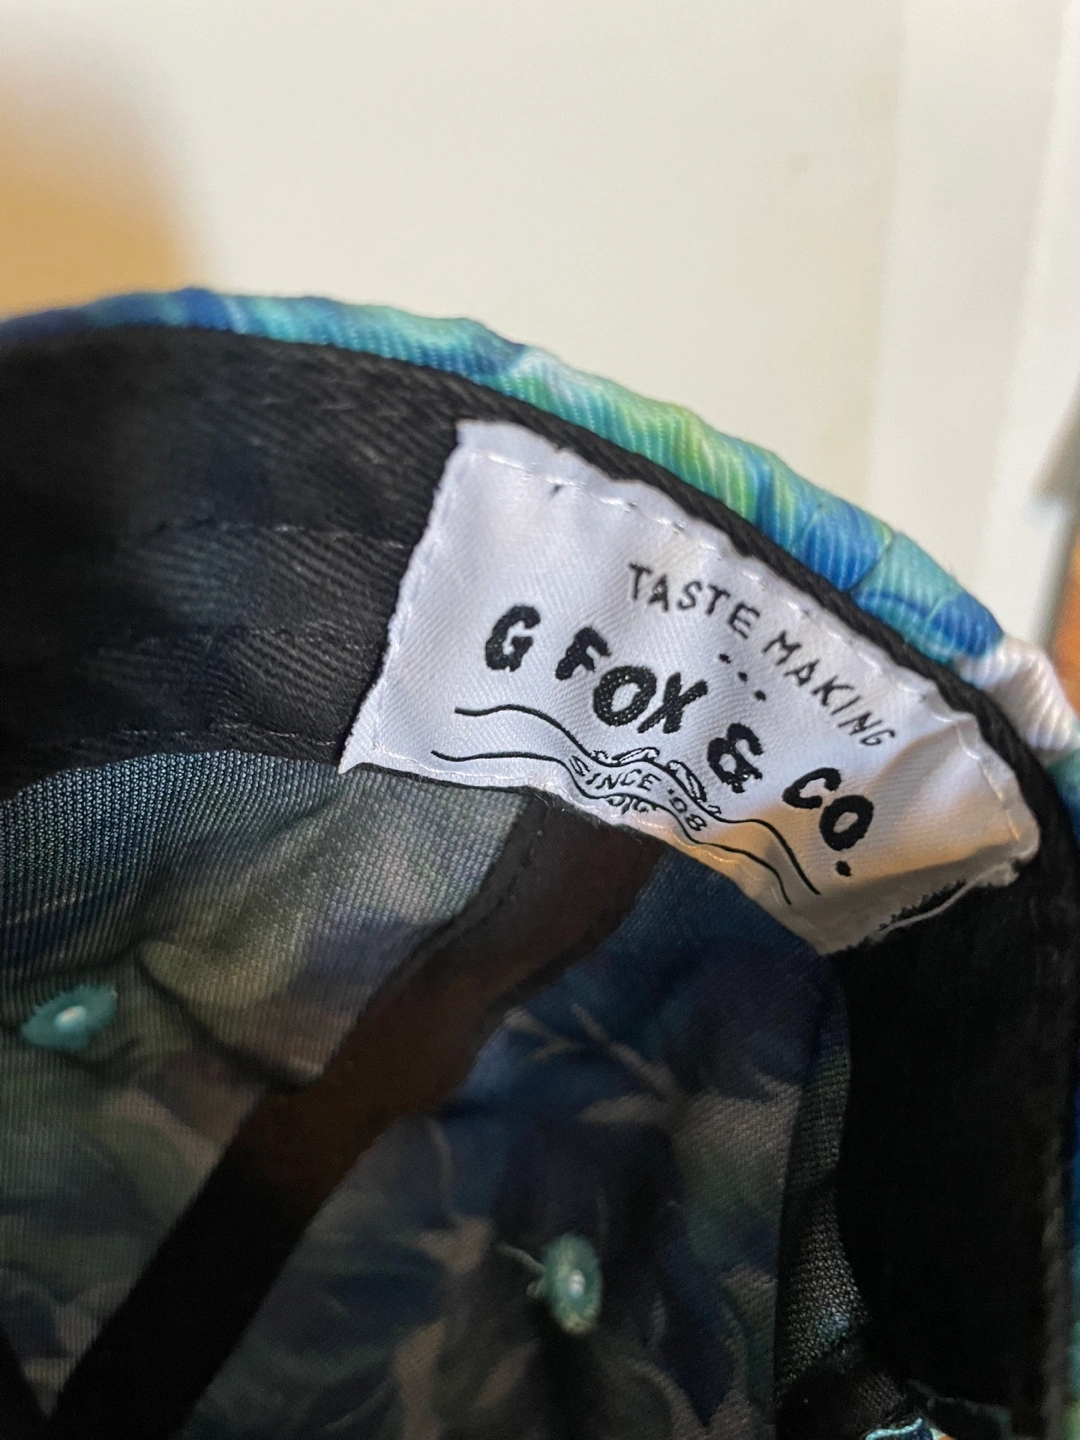 TASTE MAKING
G FOX & CO.
SINCE '08